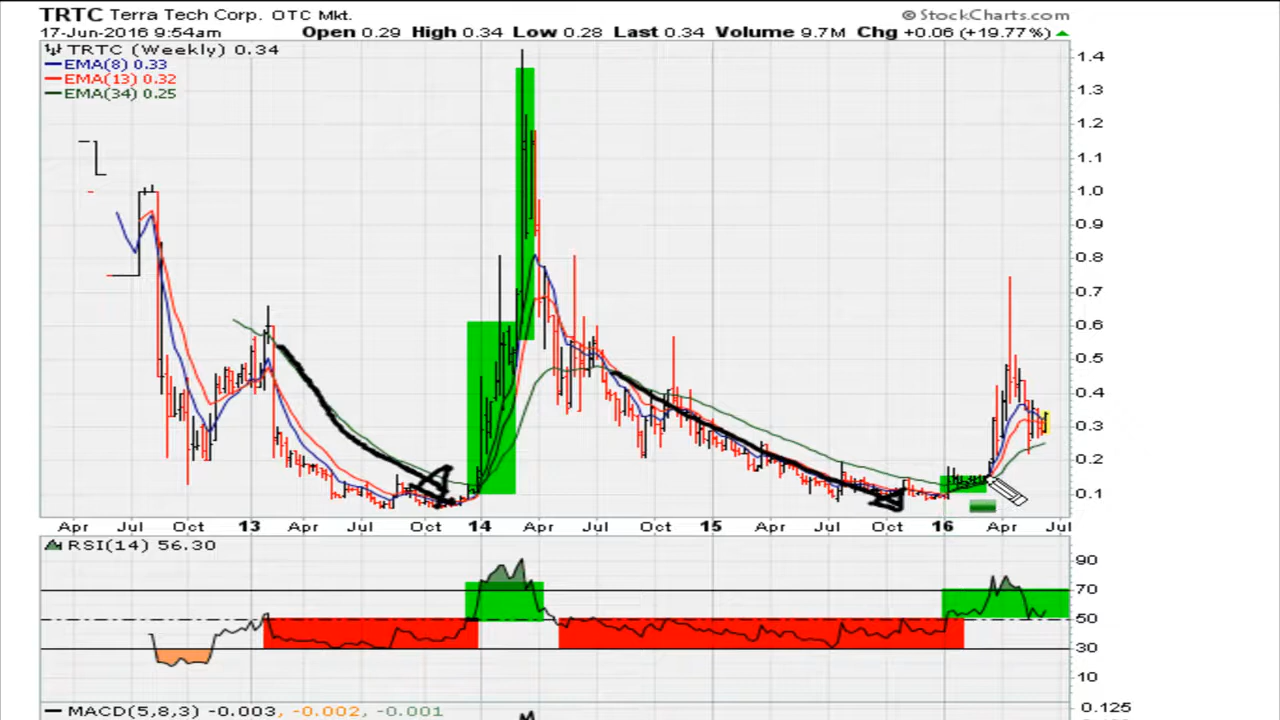 TRTC Terra Tech Corp. OTC Mkt. © StockCharts.com
17-Jun-2016 9:54am Open 0.29 High 0.34 Low 0.28 Last 0.34 Volume 9.7M Chg +0.06 (+19.77%)
TRTC (Weekly) 0.34
EMA(8) 0.33
EMA(13) 0.32
EMA(34) 0.25
1.4
1.3
1.2
1.1
1.0
0.9
0.8
0.7
0.6
0.5
0.4
0.3
0.2
0.1
Apr Jul Oct 13 Apr Jul Oct 14 Apr Jul Oct 15 Apr Jul Oct 16 Apr Jul
RSI(14) 56.30
90
70
50
30
10
MACD(5,8,3) -0.003, -0.002, -0.001
0.125